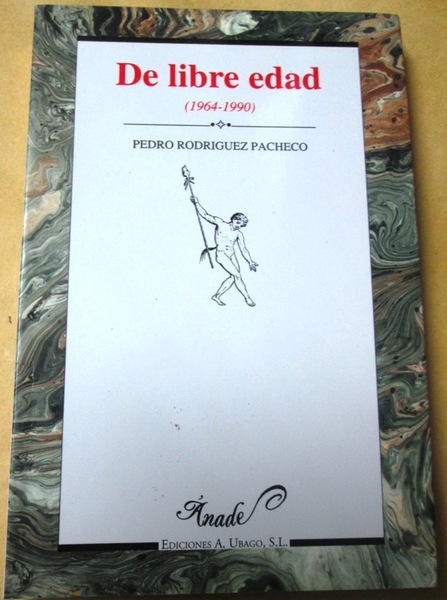 De libre edad
(1964-1990)
PEDRO RODRIGUEZ PACHECO
Ánade
EDICIONES A. UBAGO, S.L.